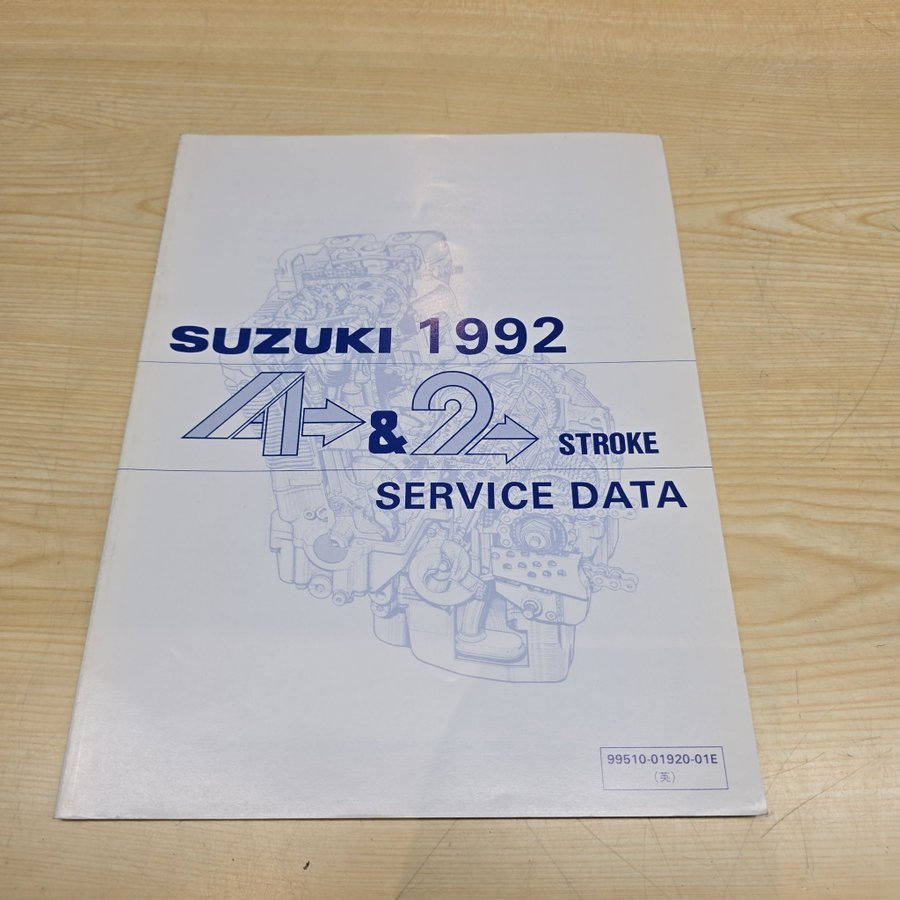 SUZUKI 1992
4 & 2 STROKE
SERVICE DATA
99510-01920-01E
(英)